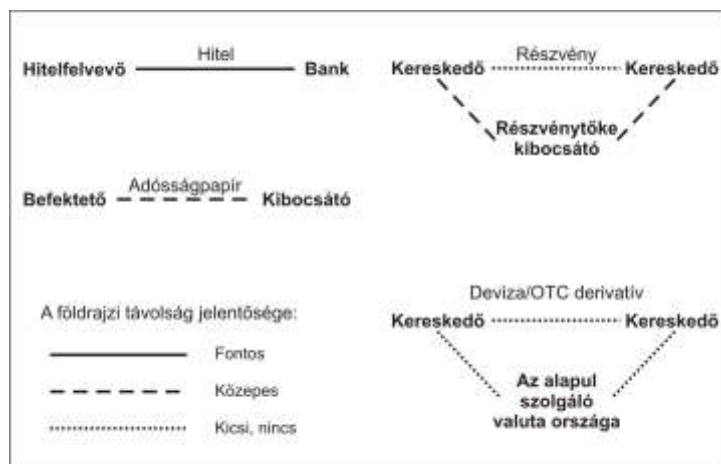 Hitel
Hitelfelvevő
Bank
Részvény
Kereskedő
Kereskedő
Részvénytőke
kibocsátó
Adósságpapír
Befektető
Kibocsátó
Deviza/OTC derivatív
Kereskedő
Kereskedő
Az alapul
szolgáló
valuta országa
A földrajzi távolság jelentősége:
Fontos
Közepes
Kicsi, nincs